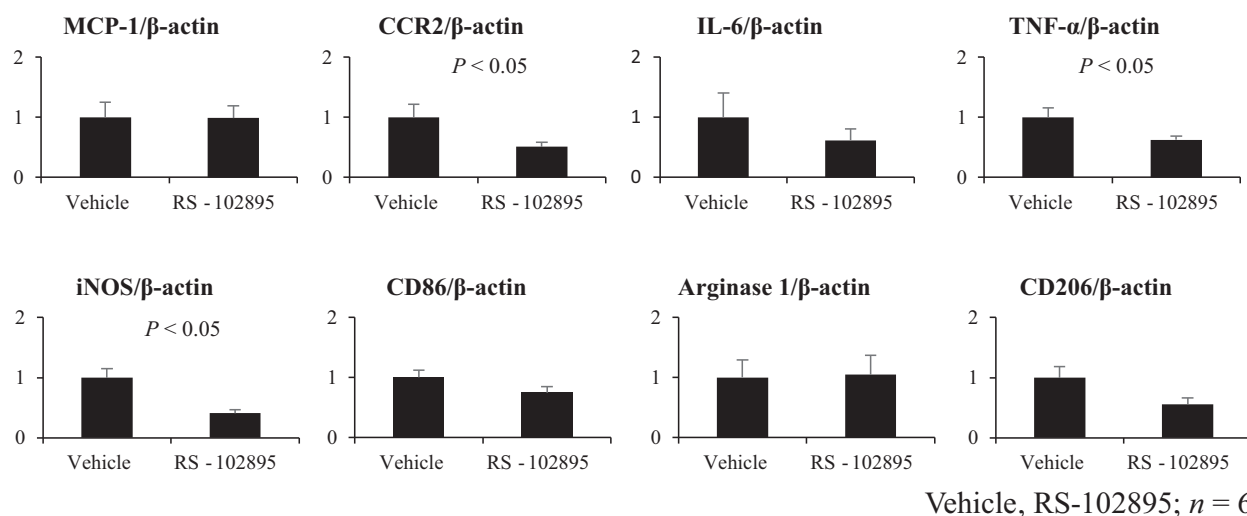 MCP-1/β-actin CCR2/β-actin IL-6/β-actin TNF-α/β-actin
2 2 2 2
P < 0.05 P < 0.05
1 1 1 1
0 0 0 0
Vehicle RS - 102895 Vehicle RS - 102895 Vehicle RS - 102895 Vehicle RS - 102895
iNOS/β-actin CD86/β-actin Arginase 1/β-actin CD206/β-actin
2 2 2 2
P < 0.05
1 1 1 1
0 0 0 0
Vehicle RS - 102895 Vehicle RS - 102895 Vehicle RS - 102895 Vehicle RS - 102895
Vehicle, RS-102895; n = 6